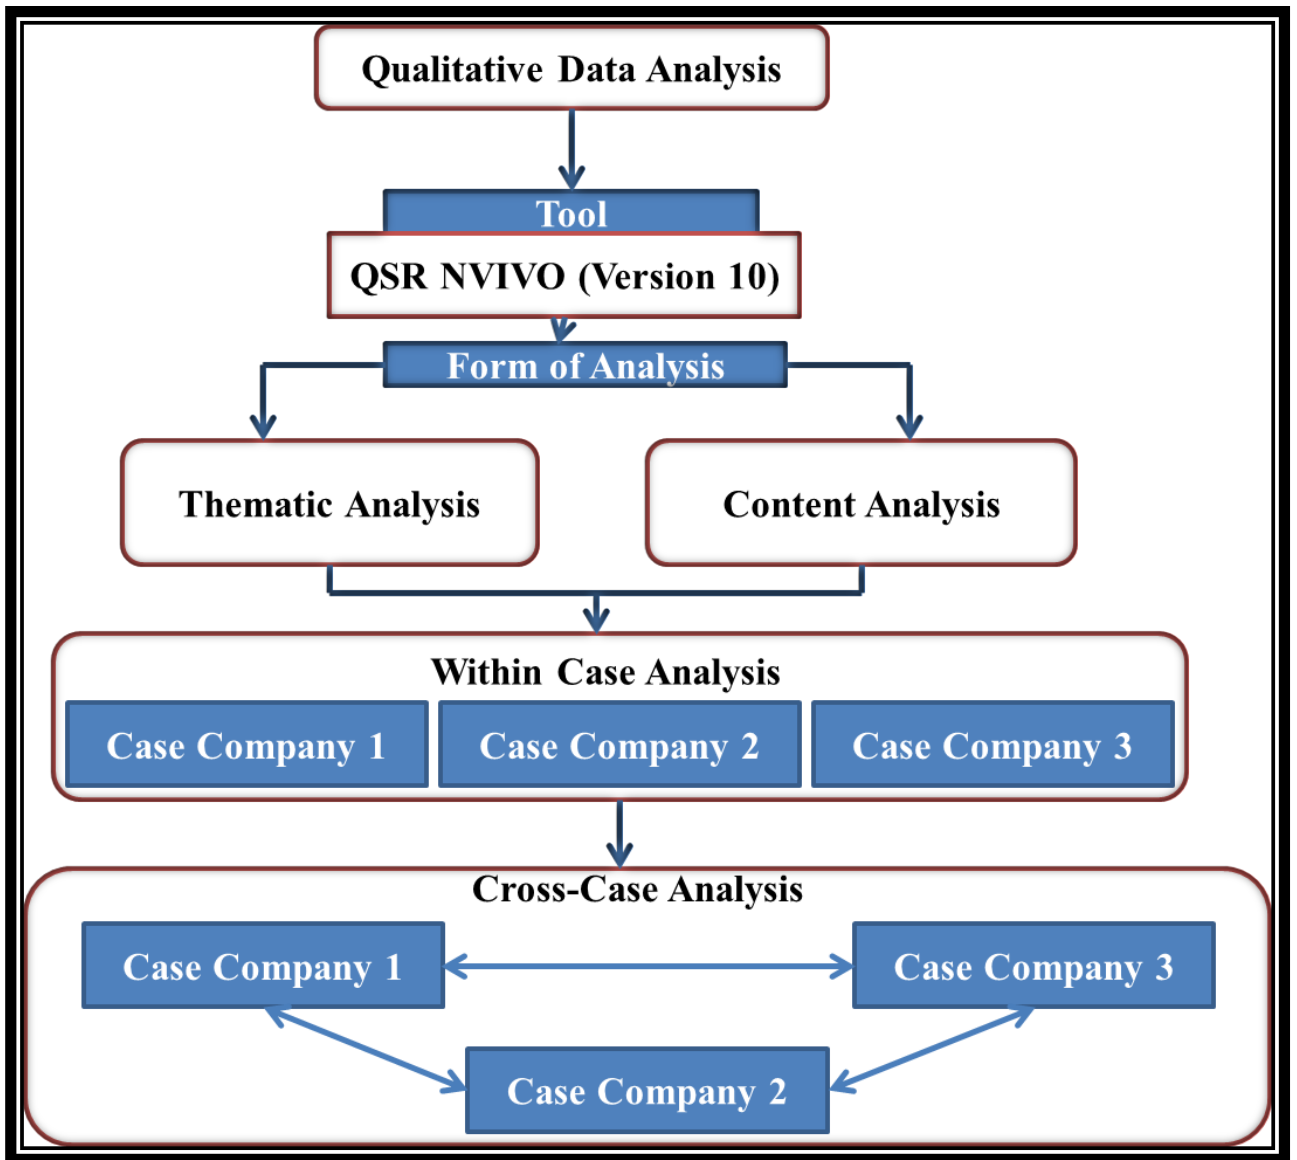 Qualitative Data Analysis
Tool
QSR NVIVO (Version 10)
Form of Analysis
Thematic Analysis
Content Analysis
Within Case Analysis
Case Company 1
Case Company 2
Case Company 3
Cross-Case Analysis
Case Company 1
Case Company 3
Case Company 2